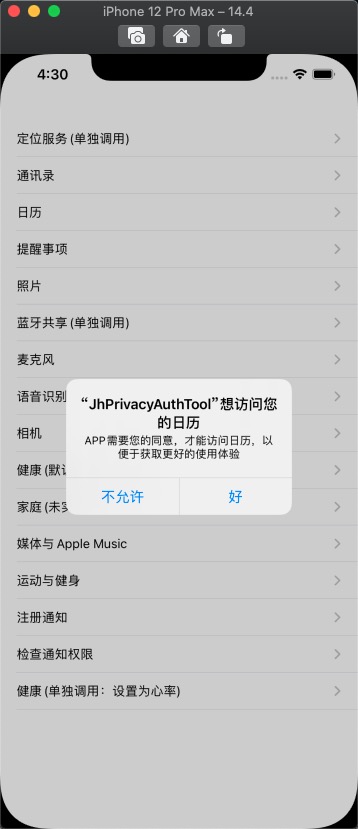 iPhone 12 Pro Max – 14.4
4:30
定位服务 (单独调用)
通讯录
日历
提醒事项
照片
蓝牙共享 (单独调用)
麦克风
语音识别
相机
健康 (默
家庭 (未
“JhPrivacyAuthTool”想访问您
的日历
APP需要您的同意，才能访问日历，以
便于获取更好的使用体验
不允许
好
媒体与 Apple Music
运动与健身
注册通知
检查通知权限
健康 (单独调用：设置为心率)